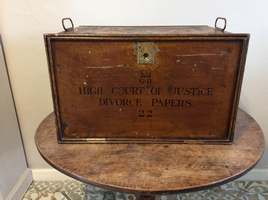 HIGH COURT OF JUSTICE
DIVORCE PAPERS
22